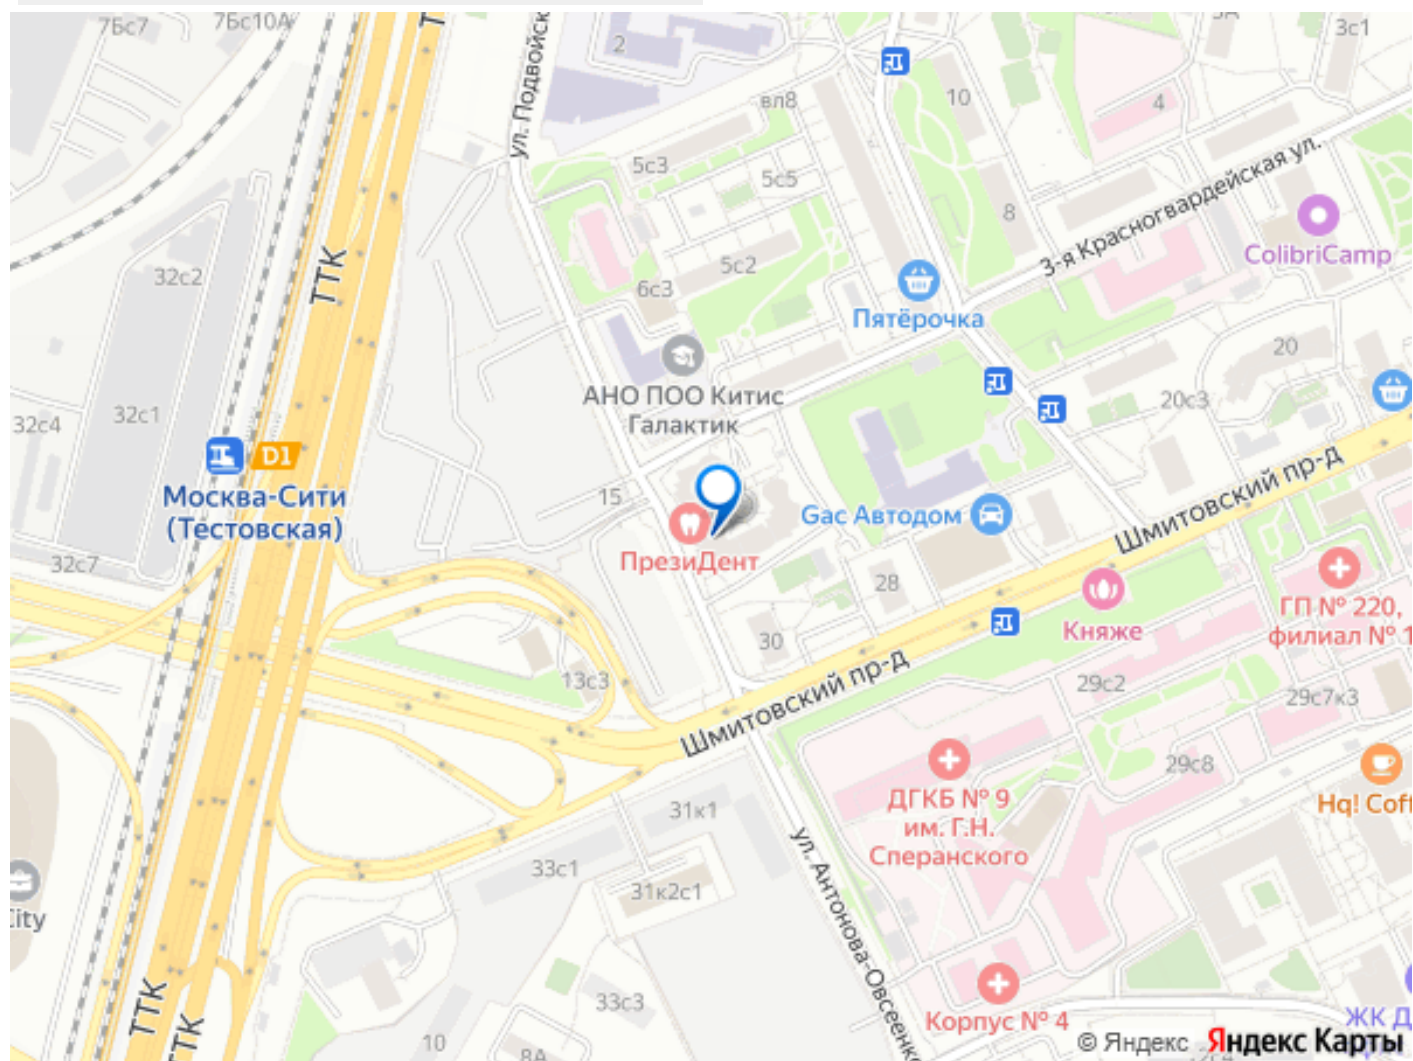 7Бс7
7Бс10А
ТТК
2
3с1
ул. Подвойск
вл8
10
4
5с3
5с5
8
3-я Красногвардейская ул.
ColibriCamp
32с2
ТТК
5с2
6с3
Пятёрочка
20
АНО ПОО Китис
Галактик
20с3
32с4
32с1
D1
Москва-Сити
(Тестовская)
15
Gac Автодом
Шмитовский пр-д
ПрезиДент
32с7
28
Княже
ГП № 220,
филиал № 1
30
13с3
Шмитовский пр-д
29с2
29с7к3
29с8
ДГКБ № 9
им. Г.Н.
Сперанского
Hq! Coff
31к1
33с1
31к2с1
ул. Антонова-Овсеенко
City
33с3
10
8А
ТТК
ТТК
Корпус № 4
ЖК Д
© Яндекс Яндекс Карты